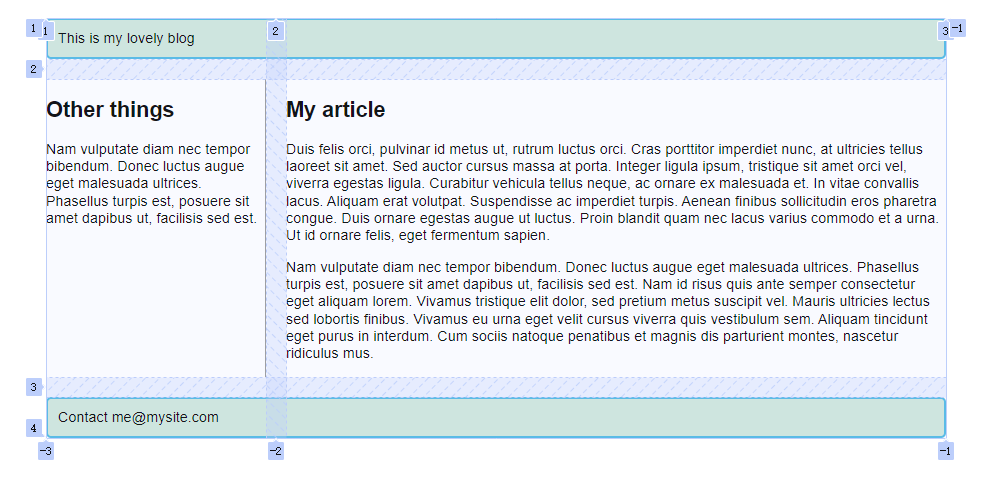 1 1 2 3 -1
This is my lovely blog
2
Other things
Nam vulputate diam nec tempor
bibendum. Donec luctus augue
eget malesuada ultrices.
Phasellus turpis est, posuere sit
amet dapibus ut, facilisis sed est.
My article
Duis felis orci, pulvinar id metus ut, rutrum luctus orci. Cras porttitor imperdiet nunc, at ultricies tellus
laoreet sit amet. Sed auctor cursus massa at porta. Integer ligula ipsum, tristique sit amet orci vel,
viverra egestas ligula. Curabitur vehicula tellus neque, ac ornare ex malesuada et. In vitae convallis
lacus. Aliquam erat volutpat. Suspendisse ac imperdiet turpis. Aenean finibus sollicitudin eros pharetra
congue. Duis ornare egestas augue ut luctus. Proin blandit quam nec lacus varius commodo et a urna.
Ut id ornare felis, eget fermentum sapien.
Nam vulputate diam nec tempor bibendum. Donec luctus augue eget malesuada ultrices. Phasellus
turpis est, posuere sit amet dapibus ut, facilisis sed est. Nam id risus quis ante semper consectetur
eget aliquam lorem. Vivamus tristique elit dolor, sed pretium metus suscipit vel. Mauris ultricies lectus
sed lobortis finibus. Vivamus eu urna eget velit cursus viverra quis vestibulum sem. Aliquam tincidunt
eget purus in interdum. Cum sociis natoque penatibus et magnis dis parturient montes, nascetur
ridiculus mus.
3
Contact me@mysite.com
4
-3 -2 -1